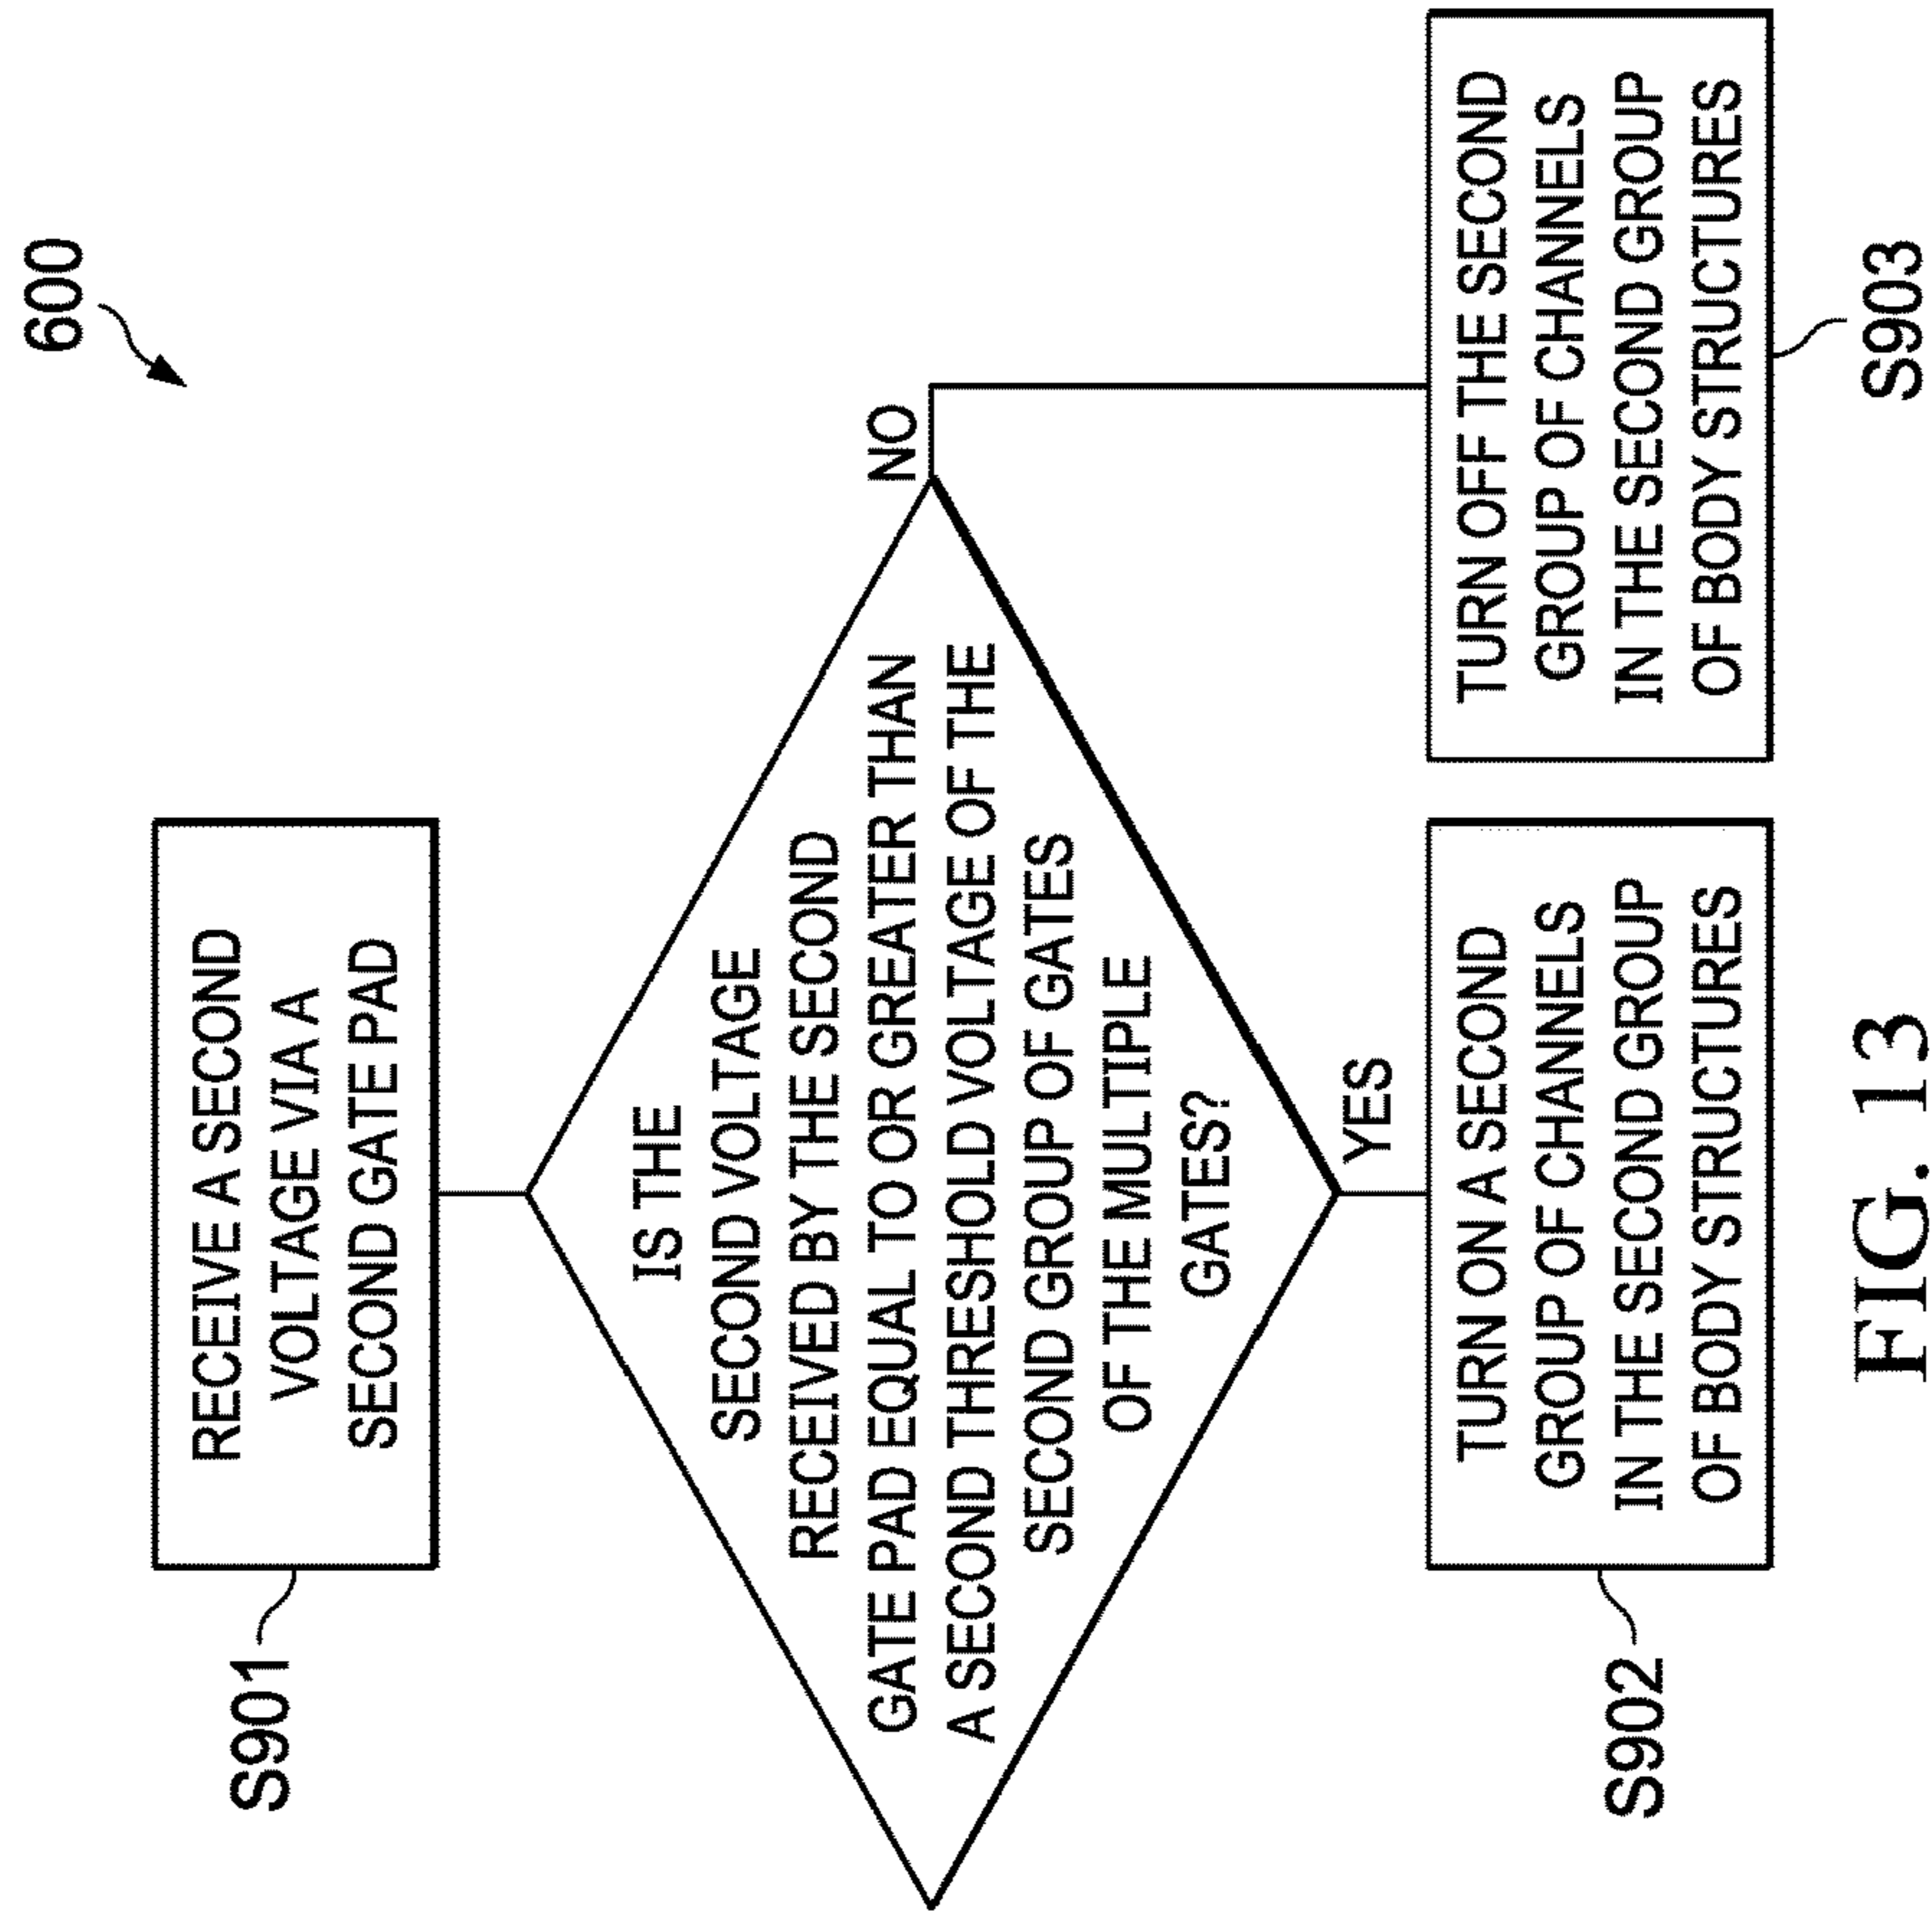 600
S901
RECEIVE A SECOND
VOLTAGE VIA A
SECOND GATE PAD
IS THE
SECOND VOLTAGE
RECEIVED BY THE SECOND
GATE PAD EQUAL TO OR GREATER THAN
A SECOND THRESHOLD VOLTAGE OF THE
SECOND GROUP OF GATES
OF THE MULTIPLE
GATES?
NO
YES
S902
TURN ON A SECOND
GROUP OF CHANNELS
IN THE SECOND GROUP
OF BODY STRUCTURES
TURN OFF THE SECOND
GROUP OF CHANNELS
IN THE SECOND GROUP
OF BODY STRUCTURES
S903
FIG. 13